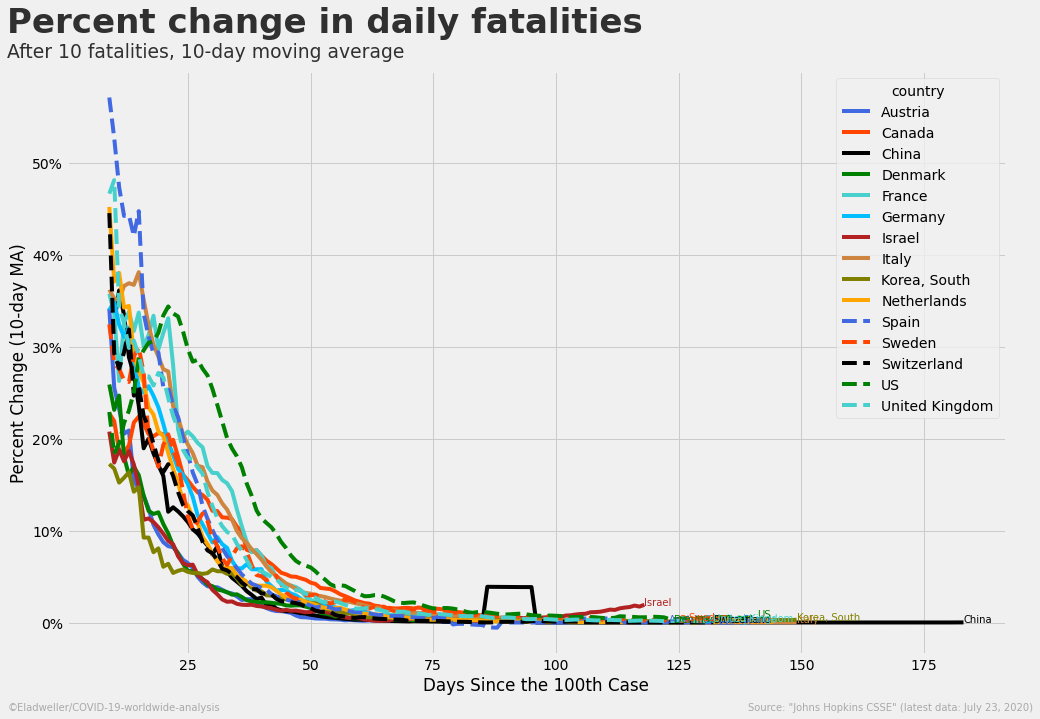 Percent change in daily fatalities
After 10 fatalities, 10-day moving average
country
Austria
Canada
China
Denmark
France
Germany
Israel
Italy
Korea, South
Netherlands
Spain
Sweden
Switzerland
US
United Kingdom
Percent Change (10-day MA)
50%
40%
30%
20%
10%
0%
Israel
US
Korea, South
China
25
50
75
100
125
150
175
Days Since the 100th Case
©Eladweller/COVID-19-worldwide-analysis
Source: "Johns Hopkins CSSE" (latest data: July 23, 2020)